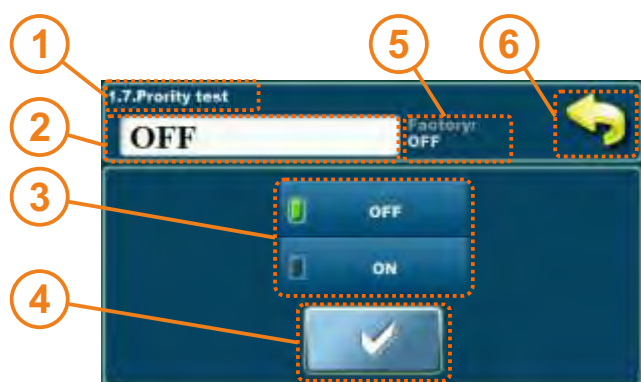 1
5
6
1.7.Prority test
2
OFF
Factory:
OFF
3
OFF
ON
4